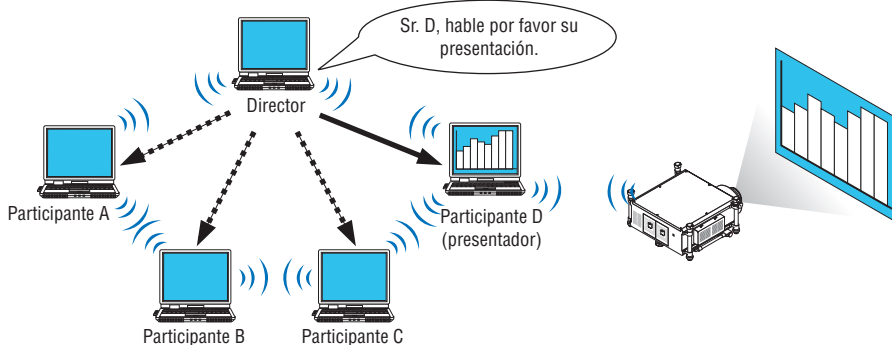 Sr. D, hable por favor su
presentación.
Director
Participante A
Participante D
(presentador)
Participante B
Participante C